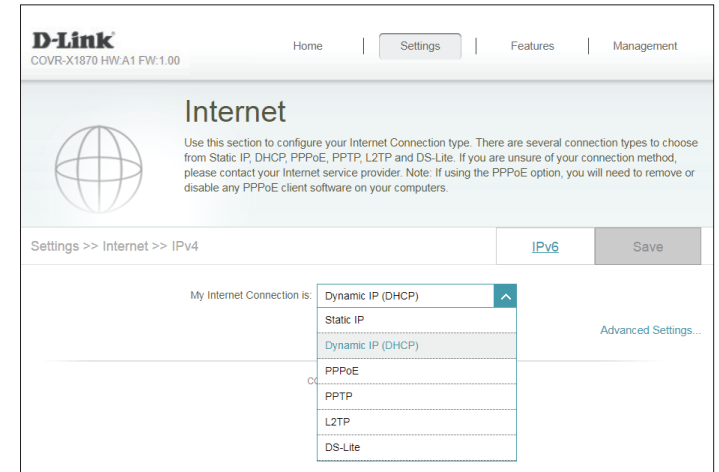 D-Link
COVR-X1870 HW:A1 FW:1.00
Home Settings Features Management
Internet
Use this section to configure your Internet Connection type. There are several connection types to choose
from Static IP, DHCP, PPPoE, PPTP, L2TP and DS-Lite. If you are unsure of your connection method,
please contact your Internet service provider. Note: If using the PPPoE option, you will need to remove or
disable any PPPoE client software on your computers.
Settings >> Internet >> IPv4
IPv6
Save
My Internet Connection is: Dynamic IP (DHCP)
Static IP
Advanced Settings...
Dynamic IP (DHCP)
PPPoE
PPTP
L2TP
DS-Lite